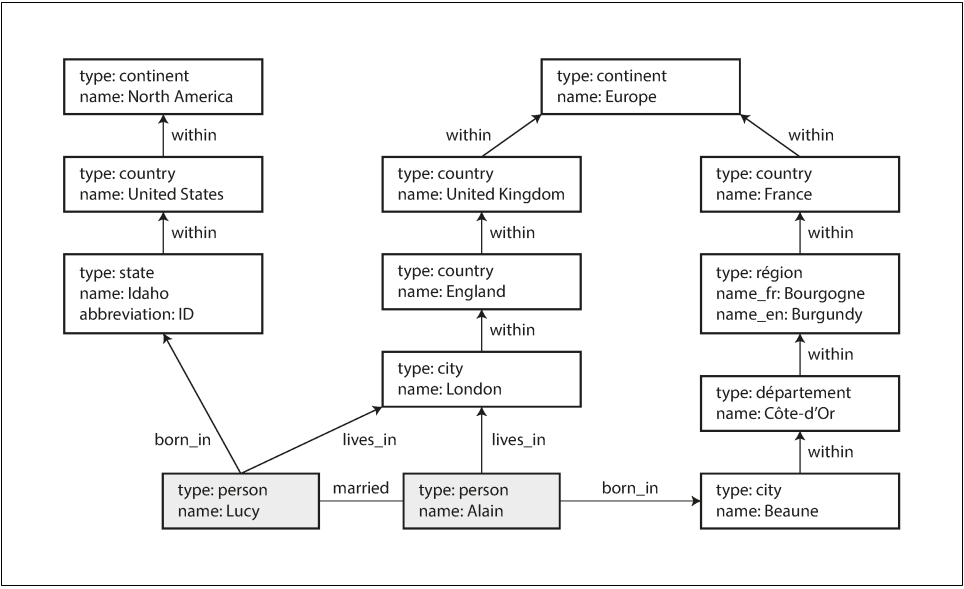 type: continent
name: North America
type: continent
name: Europe
within
within
within
type: country
name: United States
type: country
name: United Kingdom
type: country
name: France
within
within
within
type: state
name: Idaho
abbreviation: ID
type: country
name: England
type: région
name_fr: Bourgogne
name_en: Burgundy
within
within
type: city
name: London
type: département
name: Côte-d'Or
born_in
lives_in
lives_in
within
type: person
name: Lucy
married
type: person
name: Alain
born_in
type: city
name: Beaune